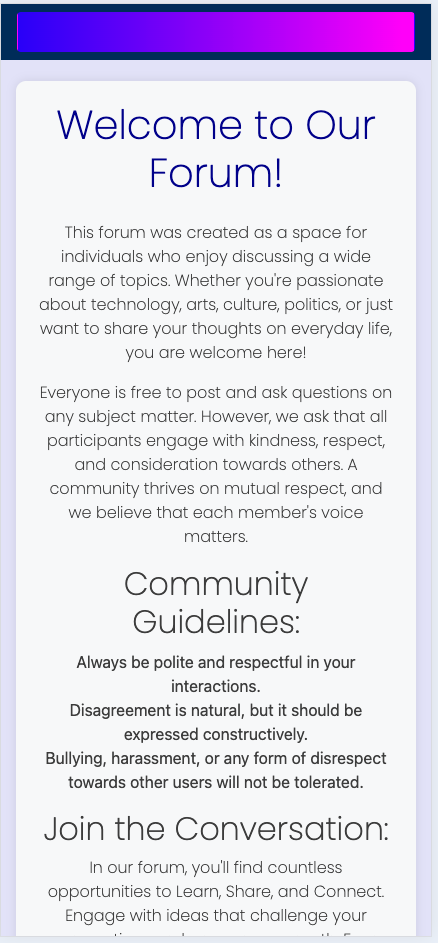 Welcome to Our
Forum!
This forum was created as a space for
individuals who enjoy discussing a wide
range of topics. Whether you're passionate
about technology, arts, culture, politics, or just
want to share your thoughts on everyday life,
you are welcome here!
Everyone is free to post and ask questions on
any subject matter. However, we ask that all
participants engage with kindness, respect,
and consideration towards others. A
community thrives on mutual respect, and
we believe that each member's voice
matters.
Community
Guidelines:
Always be polite and respectful in your
interactions.
Disagreement is natural, but it should be
expressed constructively.
Bullying, harassment, or any form of disrespect
towards other users will not be tolerated.
Join the Conversation:
In our forum, you'll find countless
opportunities to Learn, Share, and Connect.
Engage with ideas that challenge your